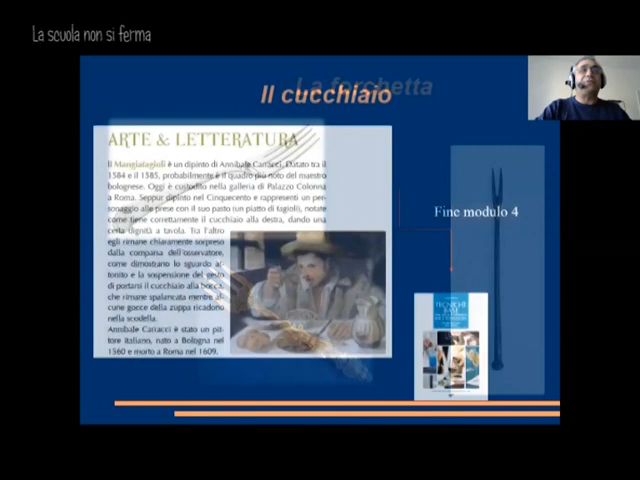 La scuola non si ferma
La forchetta
Il cucchiaio
ARTE & LETTERATURA
Il Mangiafagioli è un dipinto di Annibale Carracci. Datato tra il
1584 e il 1585, probabilmente è il quadro più noto del maestro
bolognese. Oggi è custodito nella galleria di Palazzo Colonna
a Roma. Seppur dipinto nel Cinquecento e rappresenti un per-
sonaggio alle prese con il suo pasto (un piatto di fagioli), notate
come tiene correttamente il cucchiaio alla destra, dando una
certa dignità a tavola. Tra l'altro
egli rimane chiaramente sorpreso
dalla comparsa dell'osservatore,
come dimostrano lo sguardo at-
tonito e la sospensione del gesto
di portarsi il cucchiaio alla bocca,
che rimane spalancata mentre al-
cune gocce della zuppa ricadono
nella scodella.
Annibale Carracci è stato un pit-
tore italiano, nato a Bologna nel
1560 e morto a Roma nel 1609.
Fine modulo 4
TECNICHE
BASE